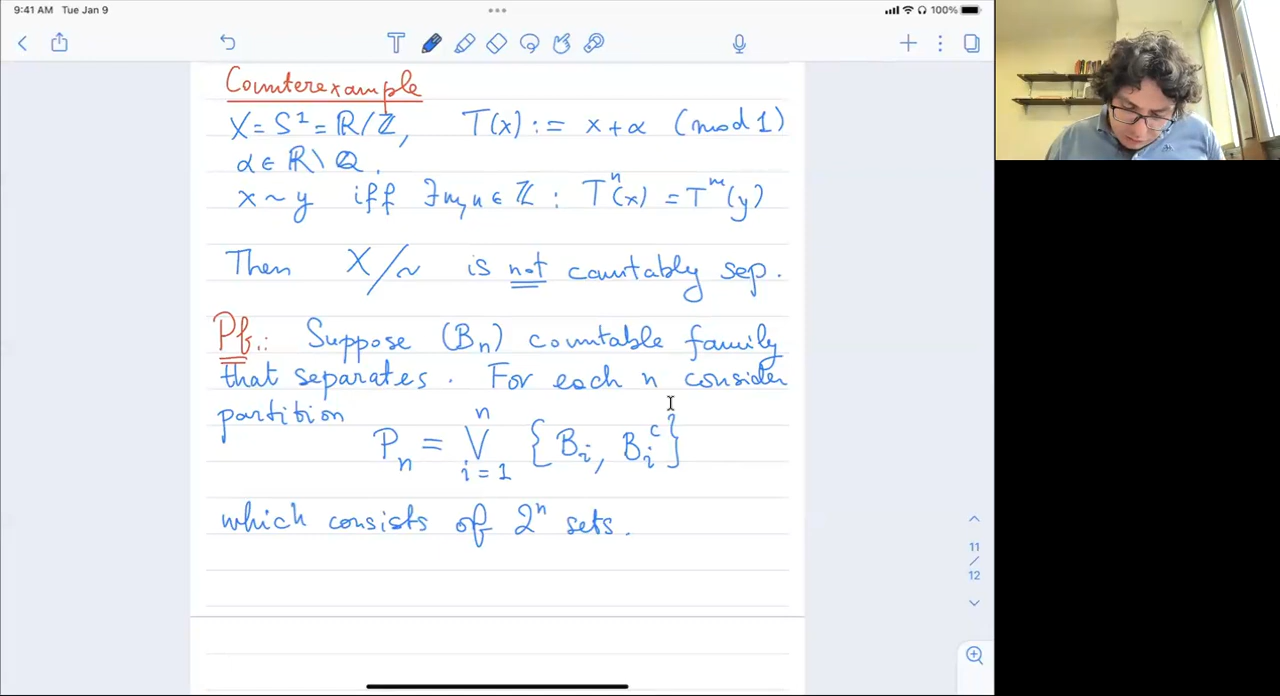 9:41 AM Tue Jan 9
100%
Counterexample
X = S¹ = ℝ/ℤ, T(x) := x + α (mod 1)
α ∈ ℝ \ ℚ.
x ~ y iff ∃ m, n ∈ ℤ : Tⁿ(x) = Tᵐ(y)
Then X/~ is not countably sep.
Pf.: Suppose (Bₙ) countable family
that separates. For each n consider
partition
Pₙ = ⋁ⁿᵢ₌₁ {Bᵢ, Bᵢᶜ}
which consists of 2ⁿ sets.
11
/
12